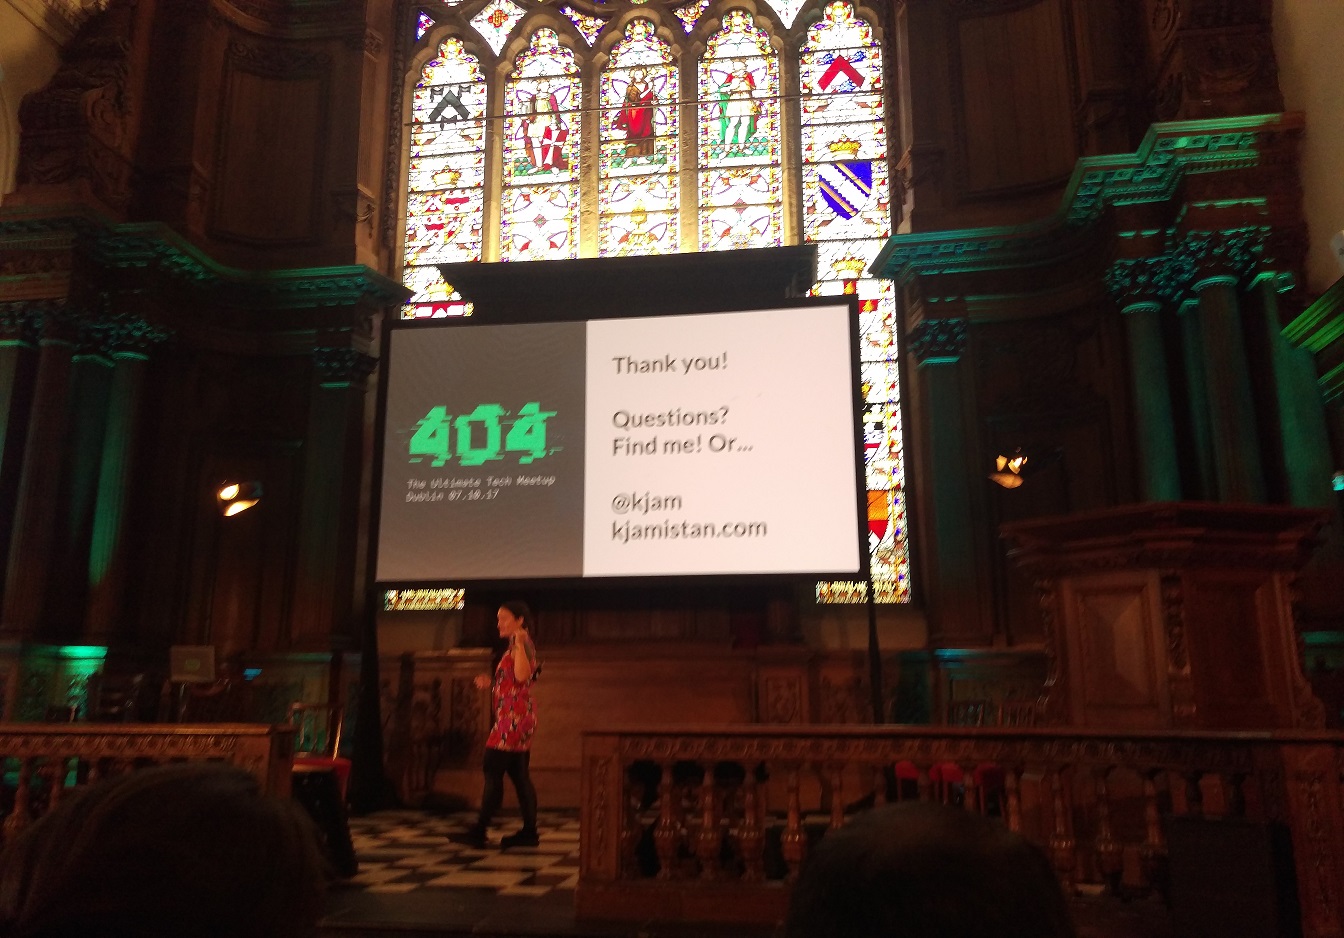 404
The Ultimate Tech Meetup
Dublin 07.10.17
Thank you!
Questions?
Find me! Or...
@kjam
kjamistan.com